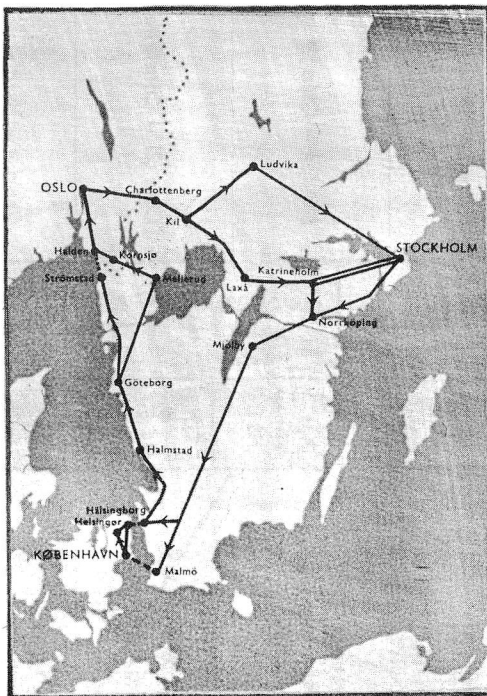 Ludvika
OSLO
Charlottenberg
Kil
STOCKHOLM
Halden
Kornsjø
Strömstad
Mellerud
Laxå
Katrineholm
Norrköping
Mjölby
Göteborg
Halmstad
Hälsingborg
Helsingør
KØBENHAVN
Malmö